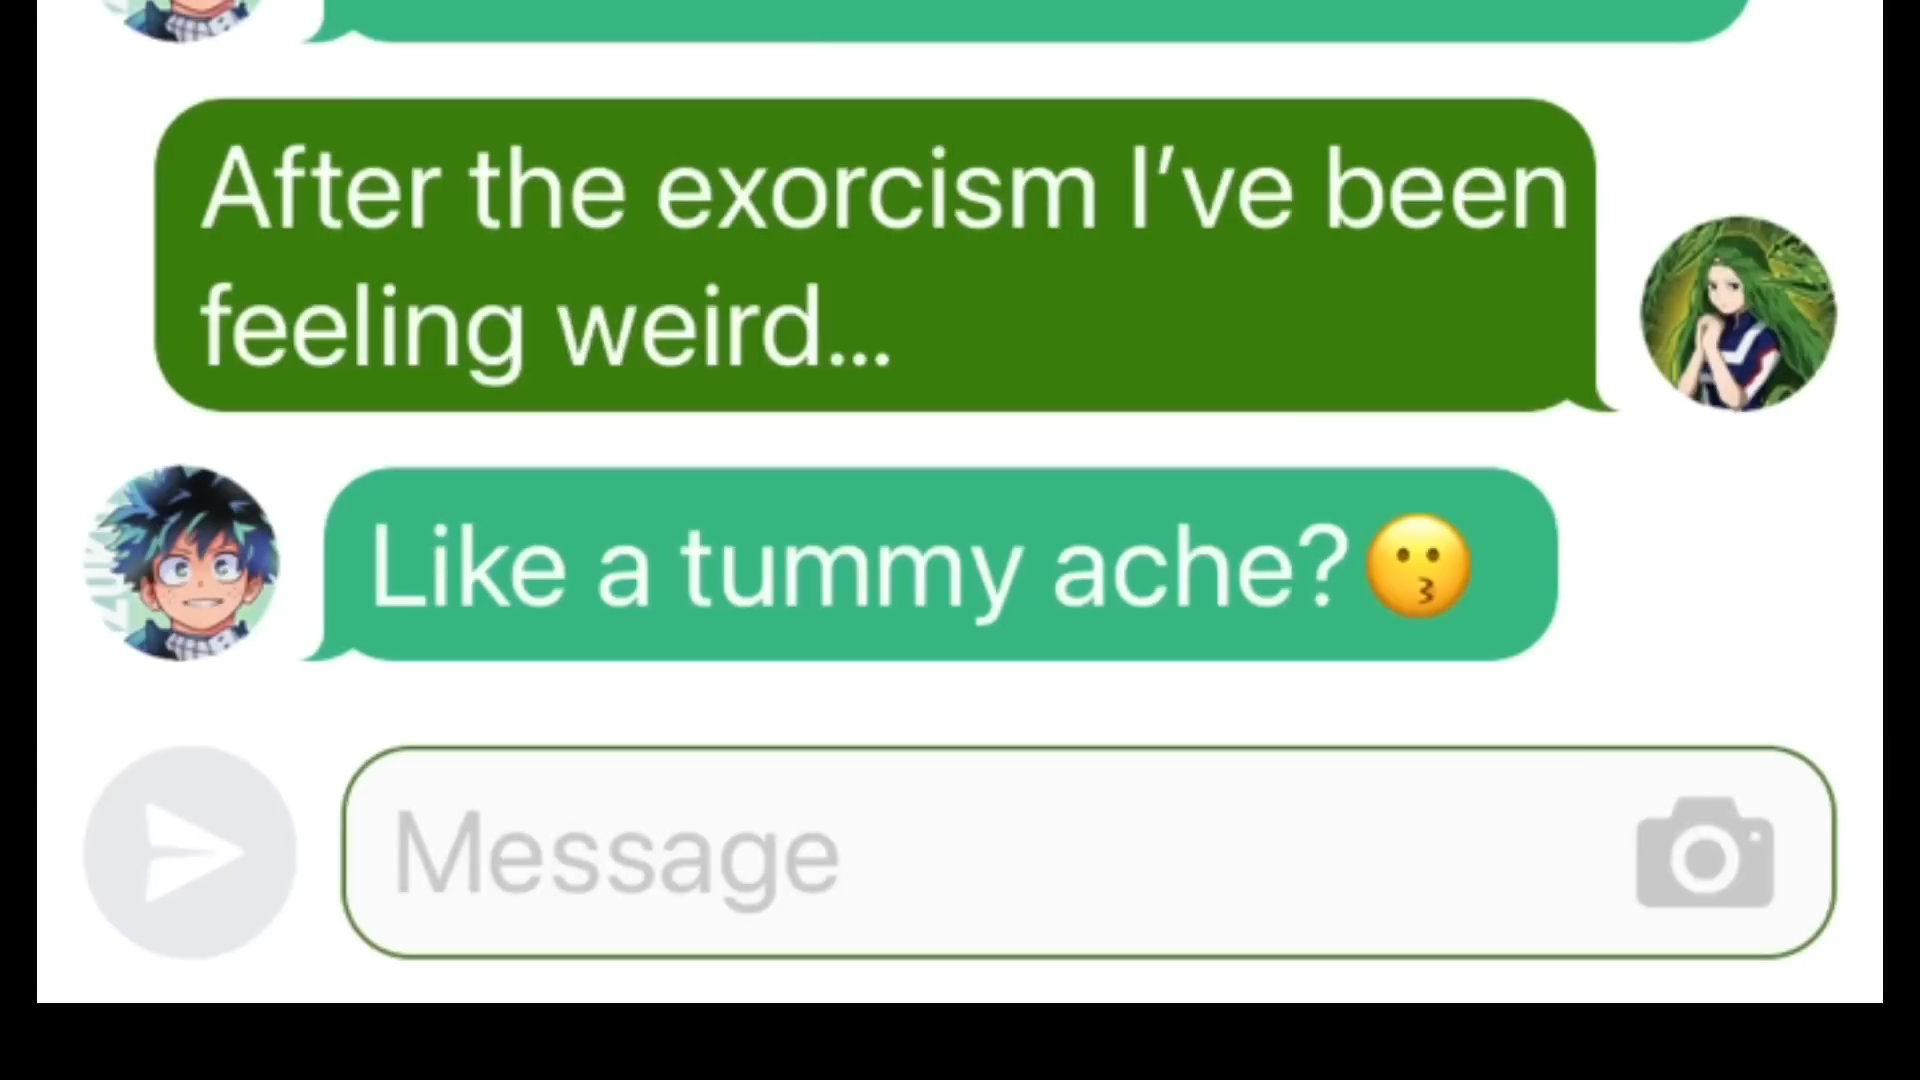 After the exorcism I’ve been
feeling weird...
Like a tummy ache?😗
Message